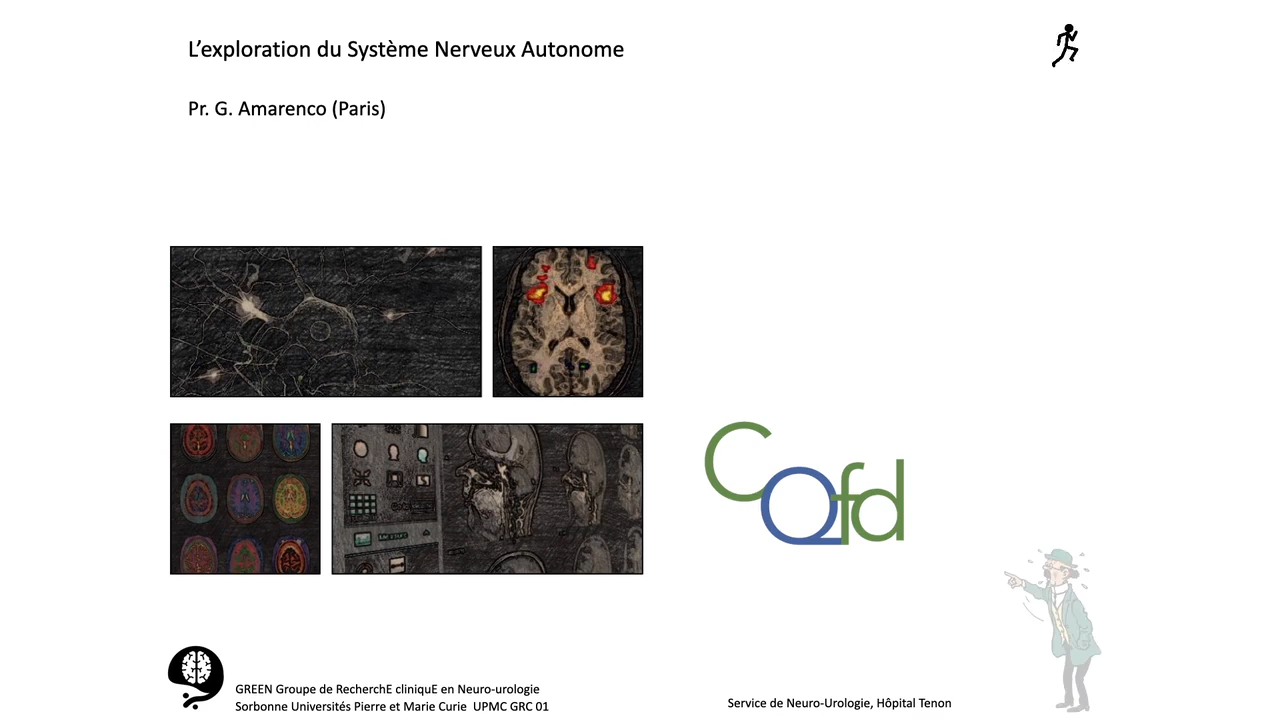 L'exploration du Système Nerveux Autonome
Pr. G. Amarenco (Paris)
CQfd
GREEN Groupe de RecherchE cliniquE en Neuro-urologie
Sorbonne Universités Pierre et Marie Curie  UPMC GRC 01
Service de Neuro-Urologie, Hôpital Tenon